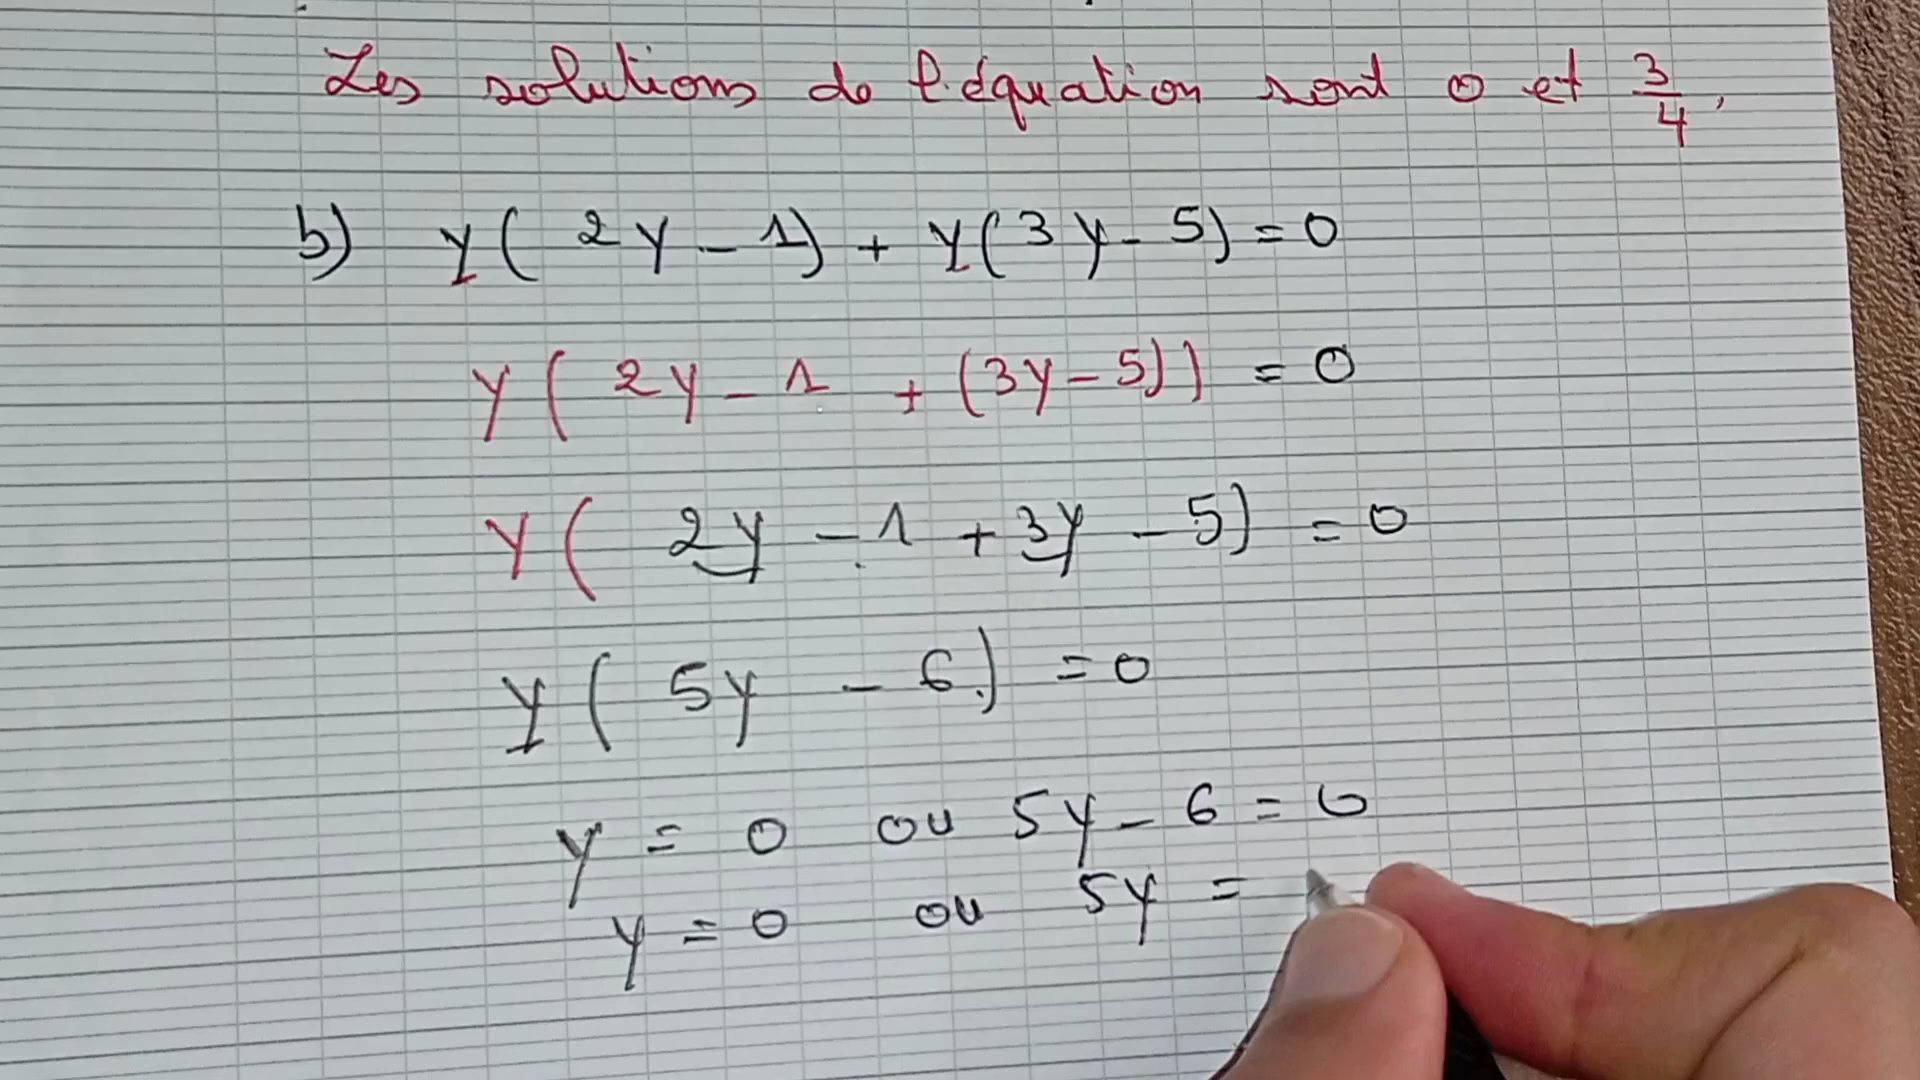 Les solutions de l'équation sont 0 et 3/4.
b) y(2y - 1) + y(3y - 5) = 0
y(2y - 1 + (3y - 5)) = 0
y(2y - 1 + 3y - 5) = 0
y(5y - 6) = 0
y = 0 ou 5y - 6 = 0
y = 0 ou 5y =